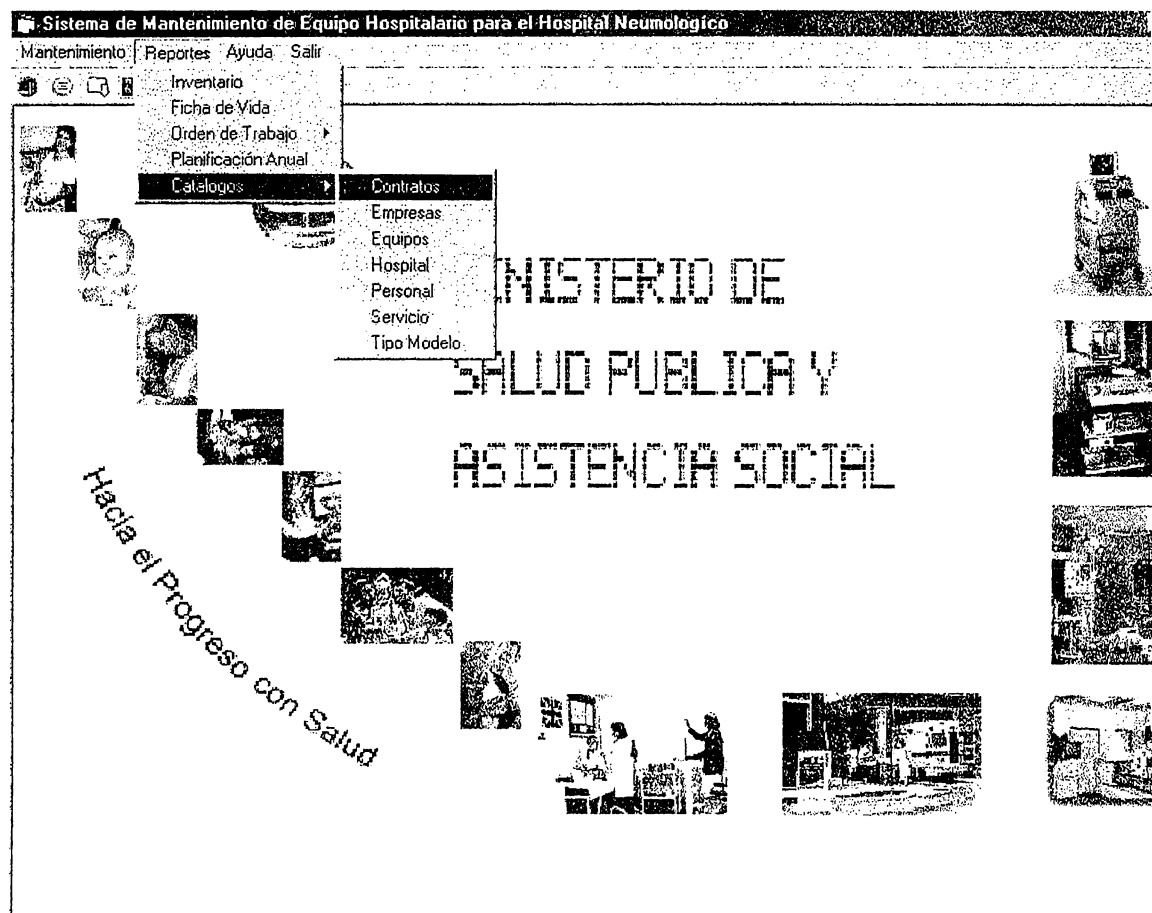 Sistema de Mantenimiento de Equipo Hospitalario para el Hospital Neumologíco
Mantenimiento Reportes Ayuda Salir
Inventario
Ficha de Vida
Orden de Trabajo
Planificación Anual
Catalogos
Contratos
Empresas
Equipos
Hospital
Personal
Servicio
Tipo Modelo
NISTERIO DE
SALUD PUBLICA Y
ASISTENCIA SOCIAL
Hacia el Progreso con Salud